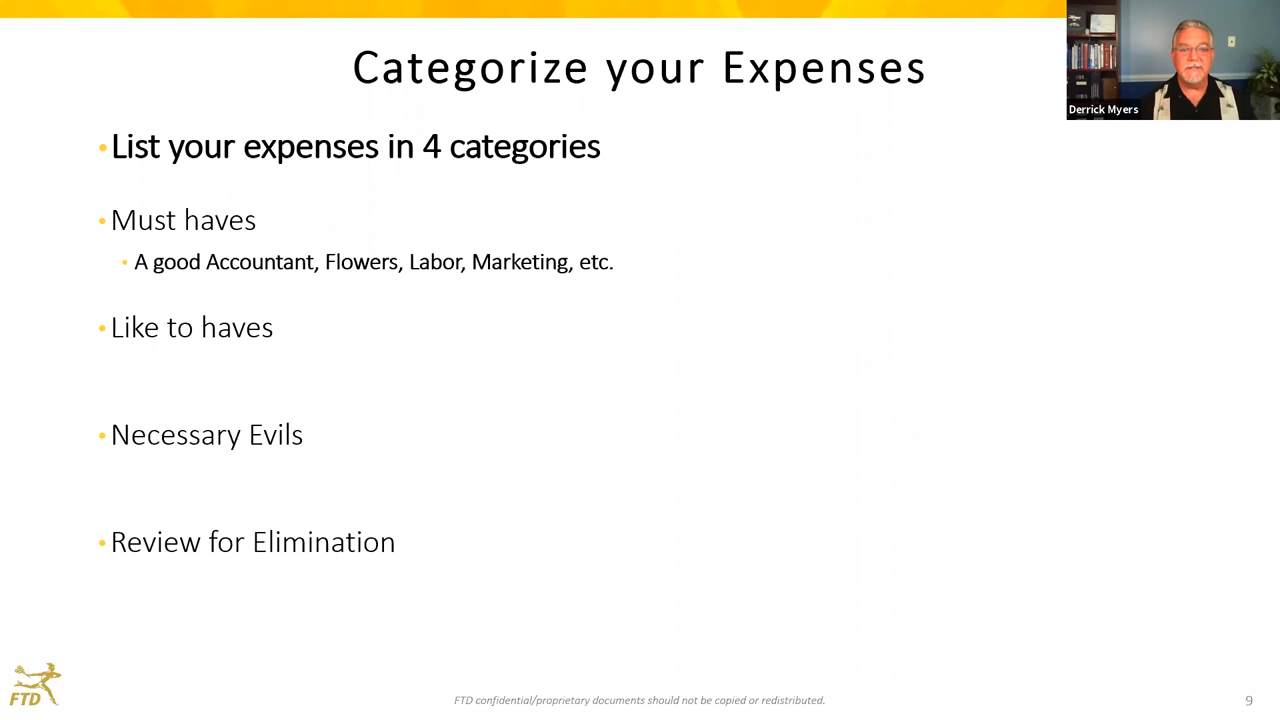 Categorize your Expenses
Derrick Myers
List your expenses in 4 categories
Must haves
A good Accountant, Flowers, Labor, Marketing, etc.
Like to haves
Necessary Evils
Review for Elimination
FTD
FTD confidential/proprietary documents should not be copied or redistributed.
9